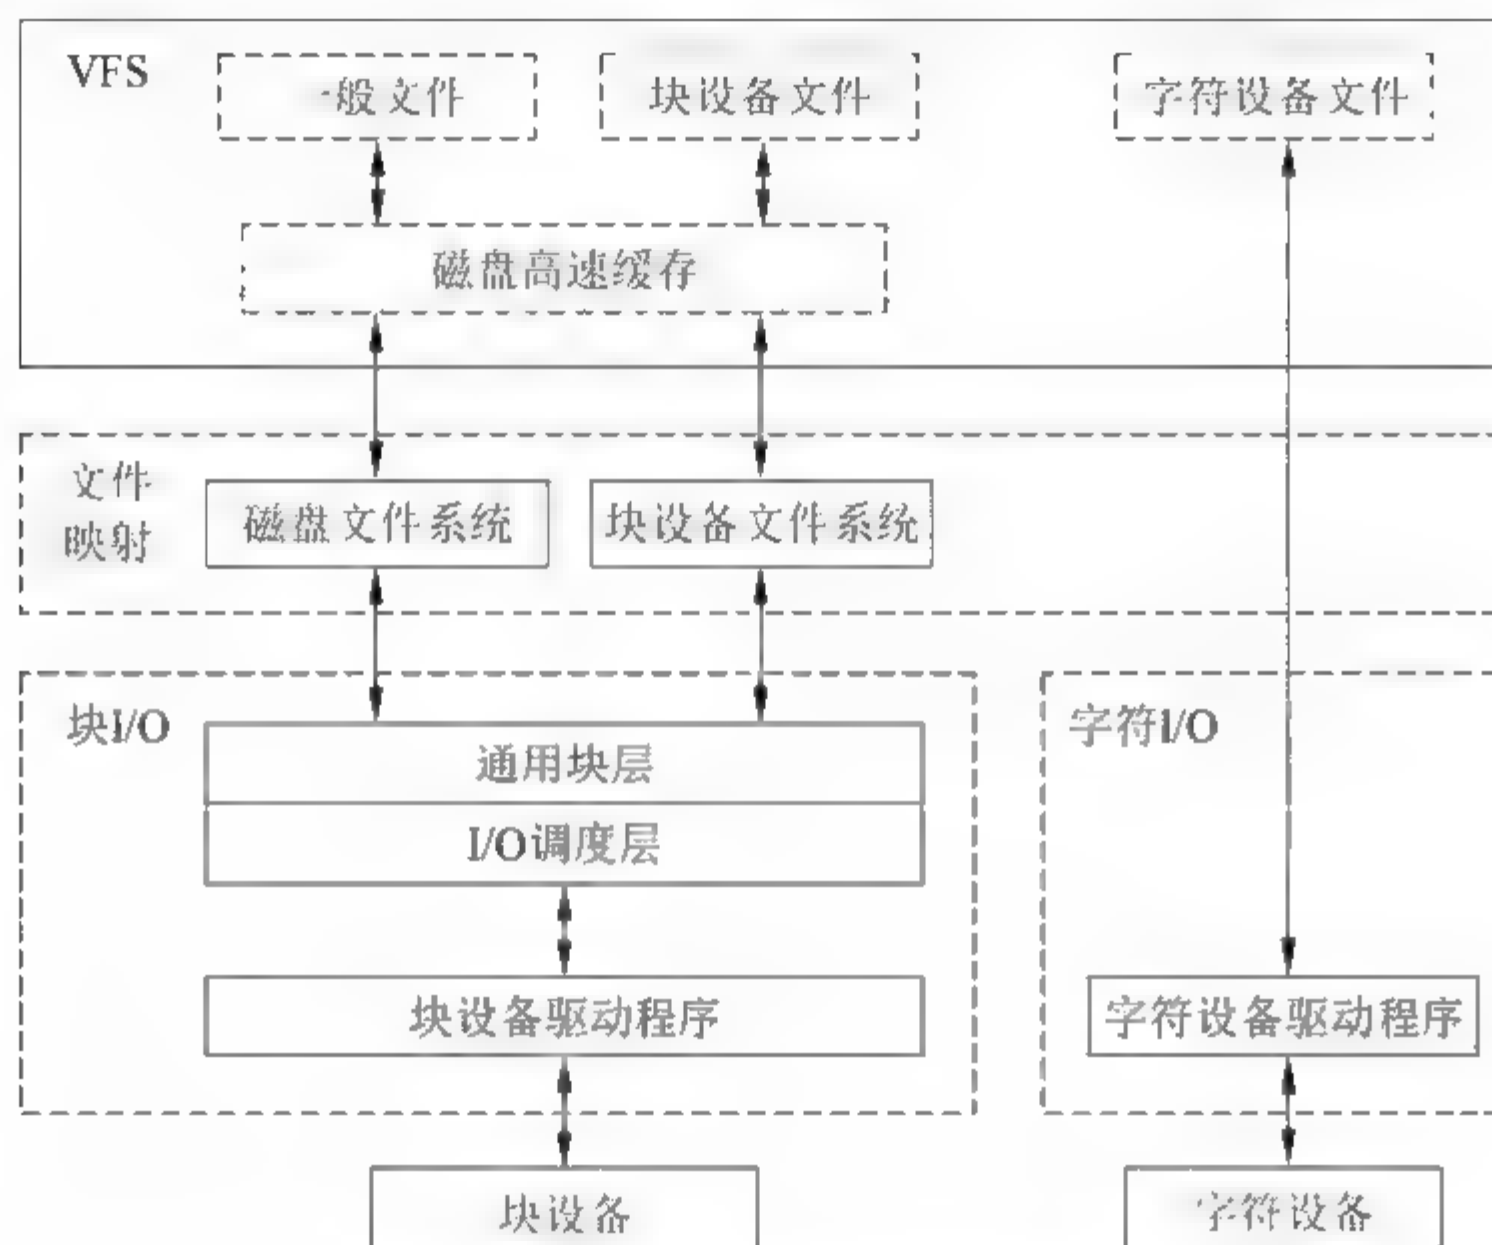 VFS
一般文件
块设备文件
字符设备文件
磁盘高速缓存
文件
映射
磁盘文件系统
块设备文件系统
块I/O
通用块层
I/O调度层
块设备驱动程序
字符I/O
字符设备驱动程序
块设备
字符设备